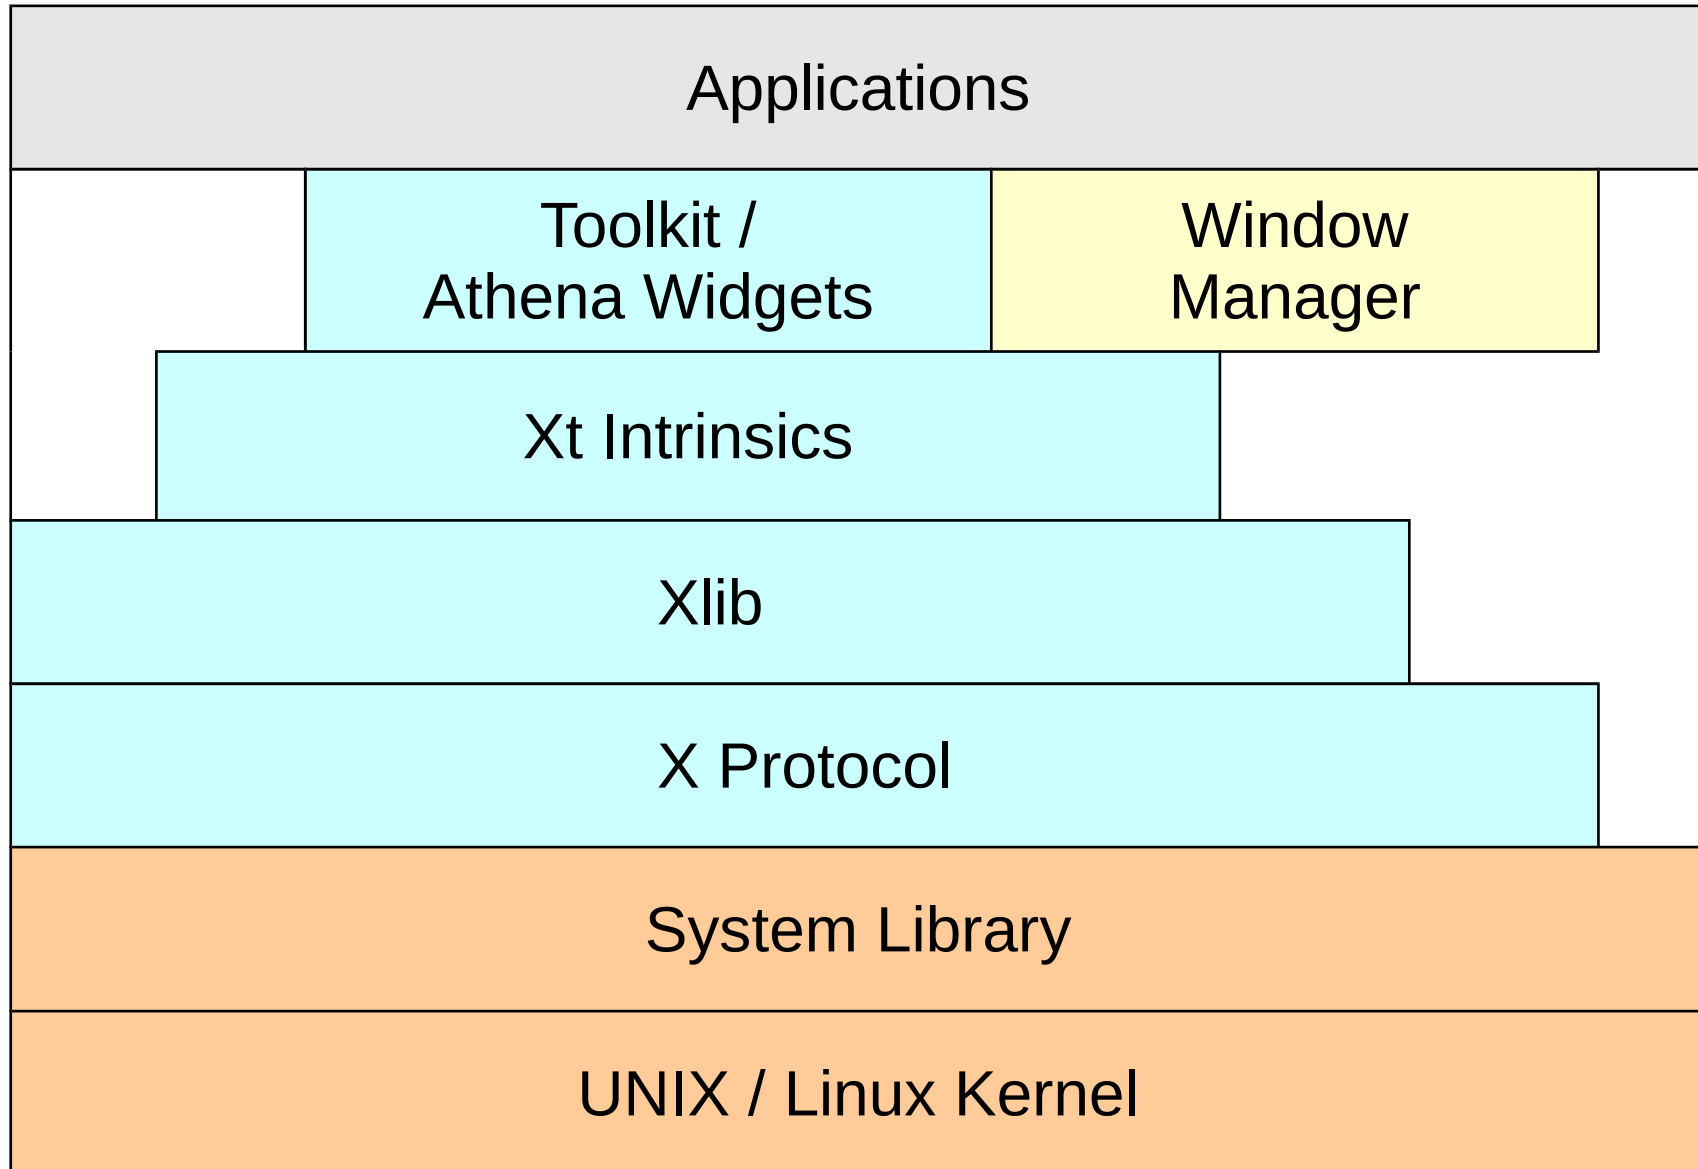 Applications
Toolkit /
Athena Widgets
Window
Manager
Xt Intrinsics
Xlib
X Protocol
System Library
UNIX / Linux Kernel